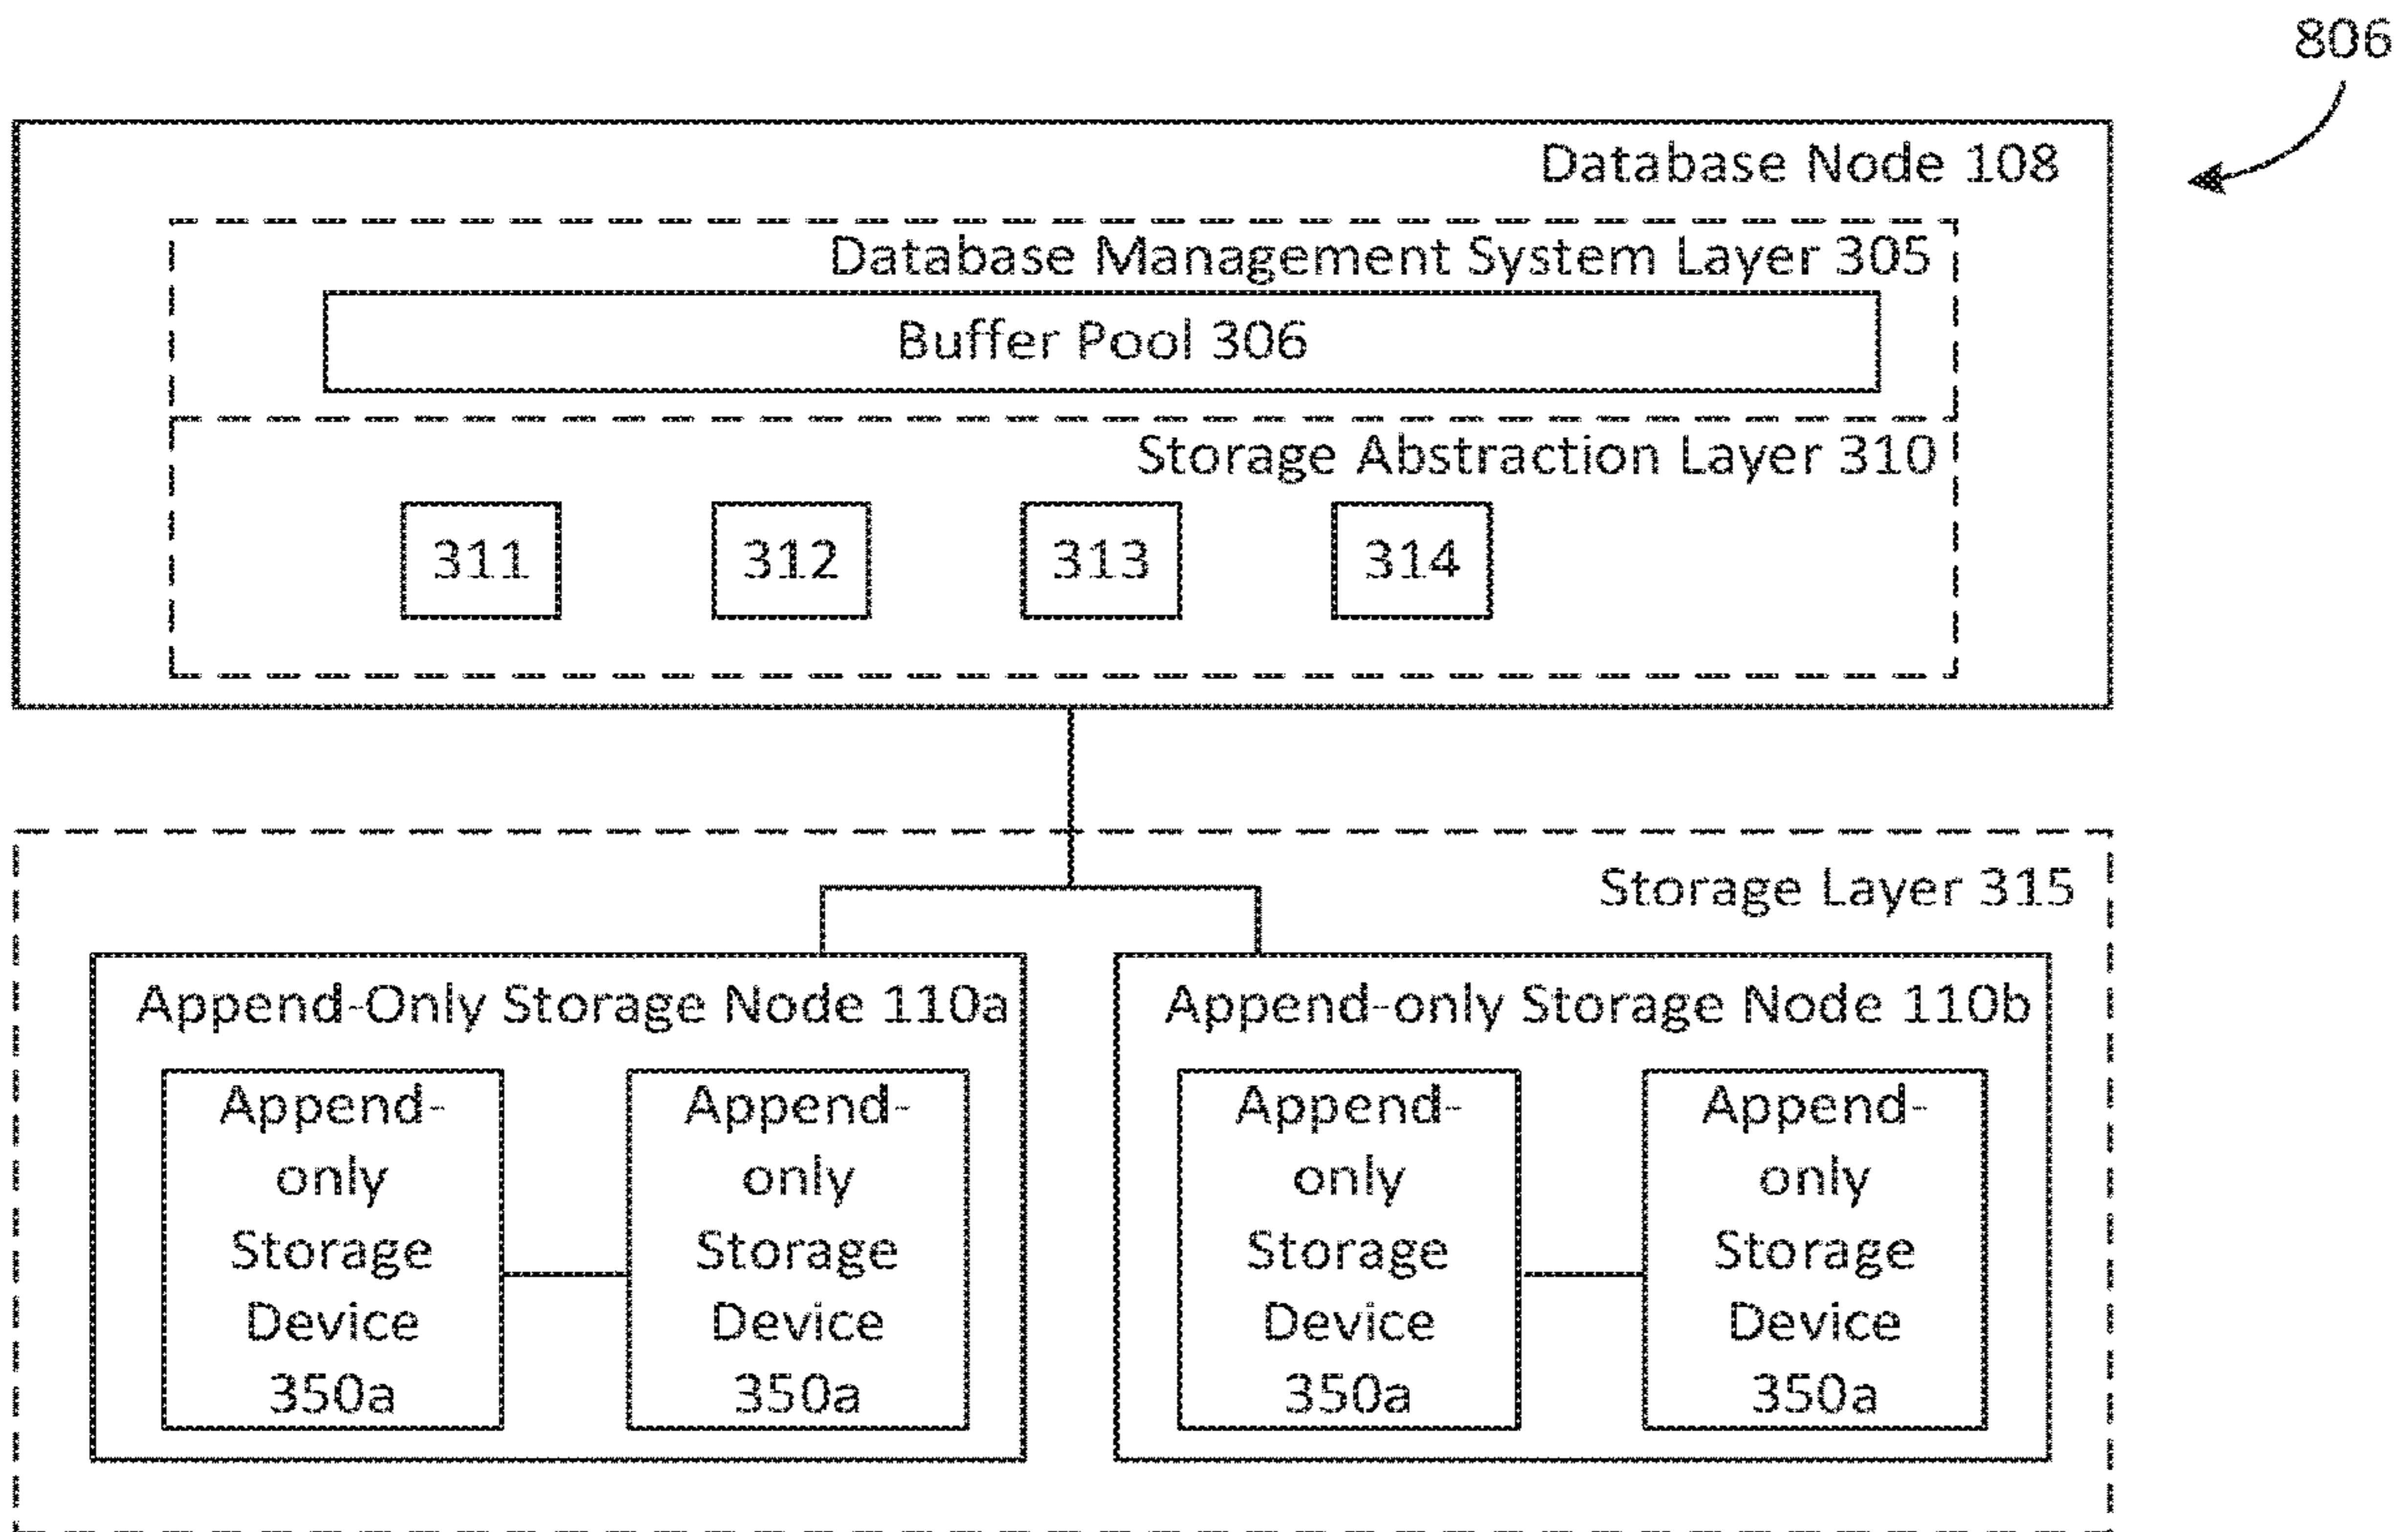 806
Database Node 108
Database Management System Layer 305
Buffer Pool 306
Storage Abstraction Layer 310
311
312
313
314
Storage Layer 315
Append-Only Storage Node 110a
Append-
only
Storage
Device
350a
Append-
only
Storage
Device
350a
Append-only Storage Node 110b
Append-
only
Storage
Device
350a
Append-
only
Storage
Device
350a